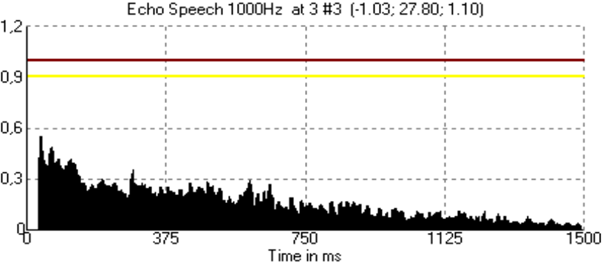 Echo Speech 1000Hz at 3 #3 (-1.03; 27.80; 1.10)
1,2
0,9
0,6
0,3
0
0 375 750 1125 1500
Time in ms